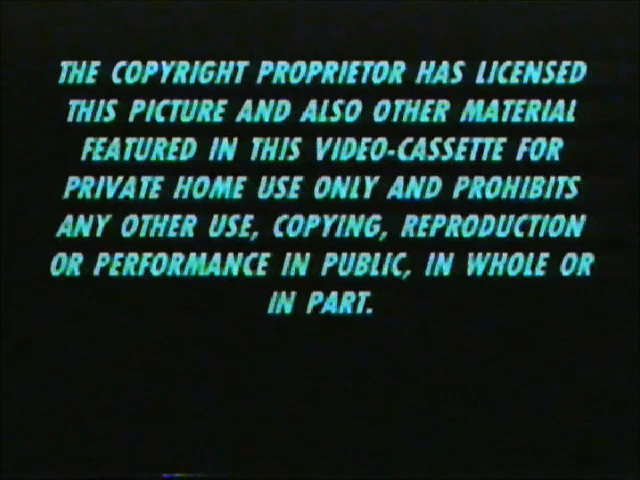 THE COPYRIGHT PROPRIETOR HAS LICENSED
THIS PICTURE AND ALSO OTHER MATERIAL
FEATURED IN THIS VIDEO-CASSETTE FOR
PRIVATE HOME USE ONLY AND PROHIBITS
ANY OTHER USE, COPYING, REPRODUCTION
OR PERFORMANCE IN PUBLIC, IN WHOLE OR
IN PART.